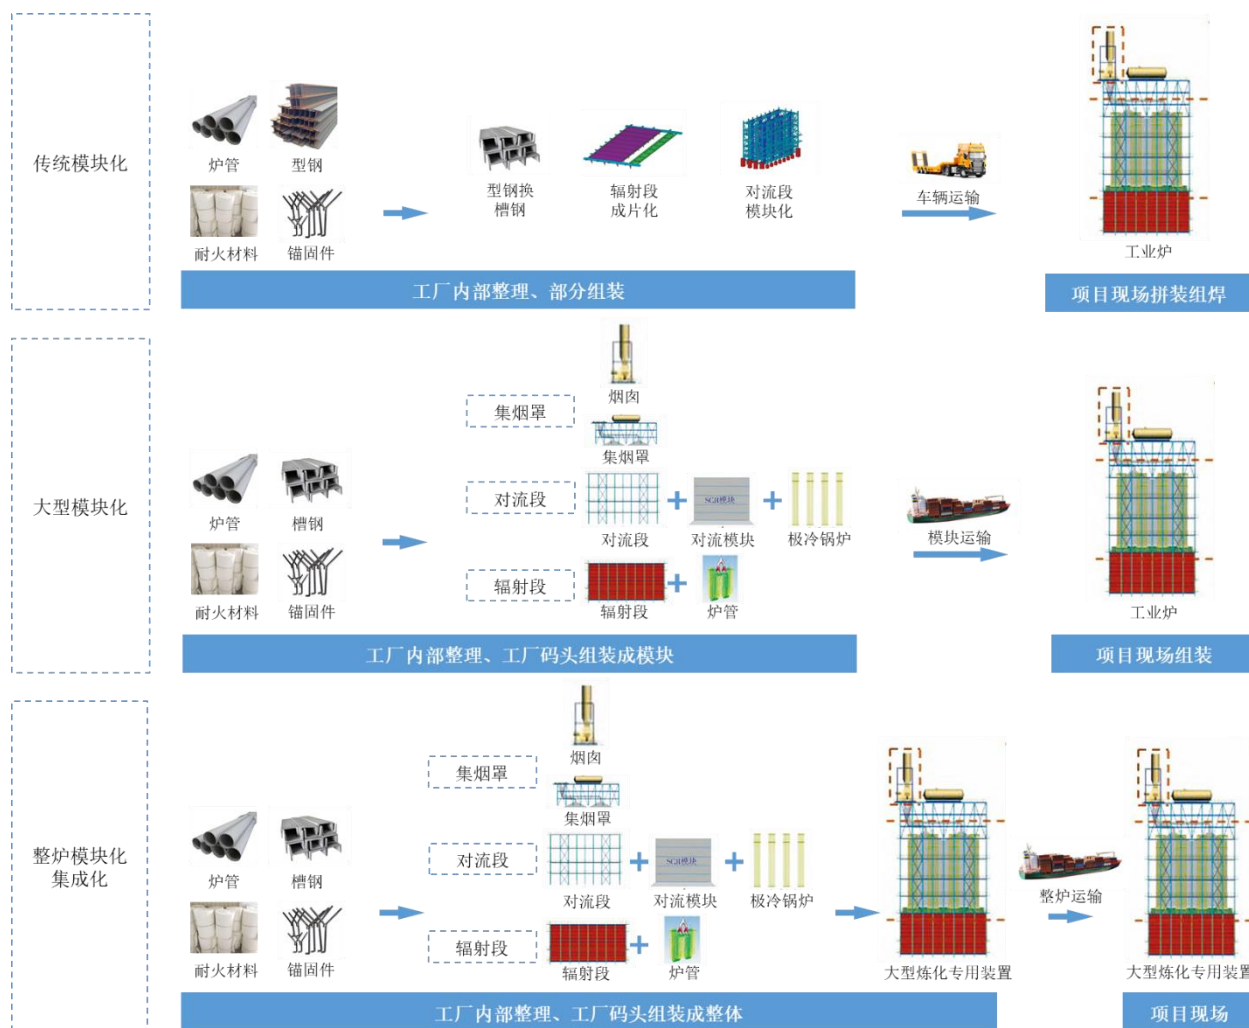 传统模块化
炉管
型钢
耐火材料
锚固件
型钢换
槽钢
辐射段
成片化
对流段
模块化
车辆运输
工业炉
工厂内部整理、部分组装
项目现场拼装组焊
大型模块化
炉管
槽钢
耐火材料
锚固件
烟囱
集烟罩
集烟罩
对流段
SCR模块
对流段
对流模块
极冷锅炉
辐射段
辐射段
炉管
模块运输
工业炉
工厂内部整理、工厂码头组装成模块
项目现场组装
整炉模块化
集成化
炉管
槽钢
耐火材料
锚固件
烟囱
集烟罩
集烟罩
对流段
SCR模块
对流段
对流模块
极冷锅炉
辐射段
辐射段
炉管
大型炼化专用装置
整炉运输
大型炼化专用装置
工厂内部整理、工厂码头组装成整体
项目现场